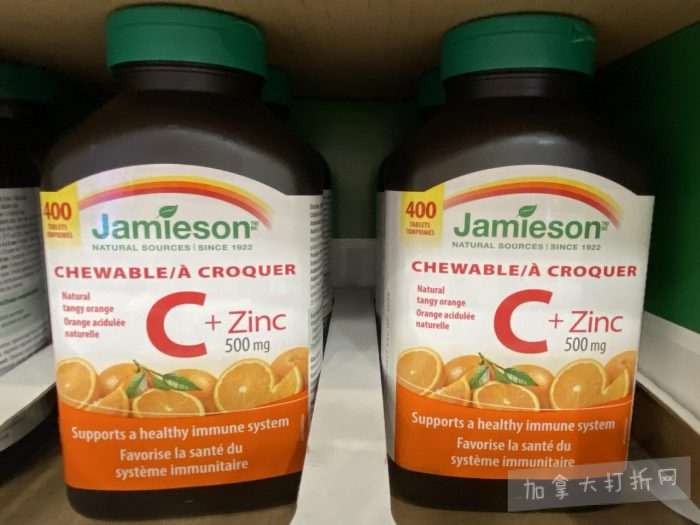 400
TABLETS
COMPRIMÉS
Jamieson
NATURAL SOURCES | SINCE 1922
CHEWABLE/À CROQUER
Natural
tangy orange
Orange acidulée
naturelle
C + Zinc
500 mg
Supports a healthy immune system
Favorise la santé du
système immunitaire
400
TABLETS
COMPRIMÉS
Jamieson
NATURAL SOURCES | SINCE 1922
CHEWABLE/À CROQUER
Natural
tangy orange
Orange acidulée
naturelle
C + Zinc
500 mg
Supports a healthy immune system
Favorise la santé du
système immunitaire
加拿大打折网